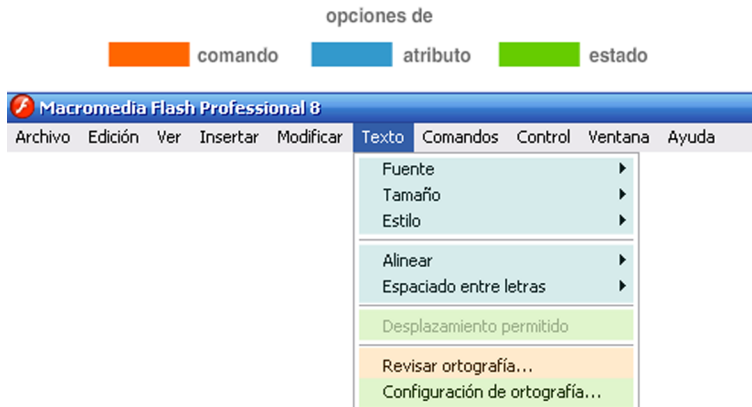 opciones de
comando atributo estado
Macromedia Flash Professional 8
Archivo Edición Ver Insertar Modificar Texto Comandos Control Ventana Ayuda
Fuente
Tamaño
Estilo
Alinear
Espaciado entre letras
Desplazamiento permitido
Revisar ortografía...
Configuración de ortografía...